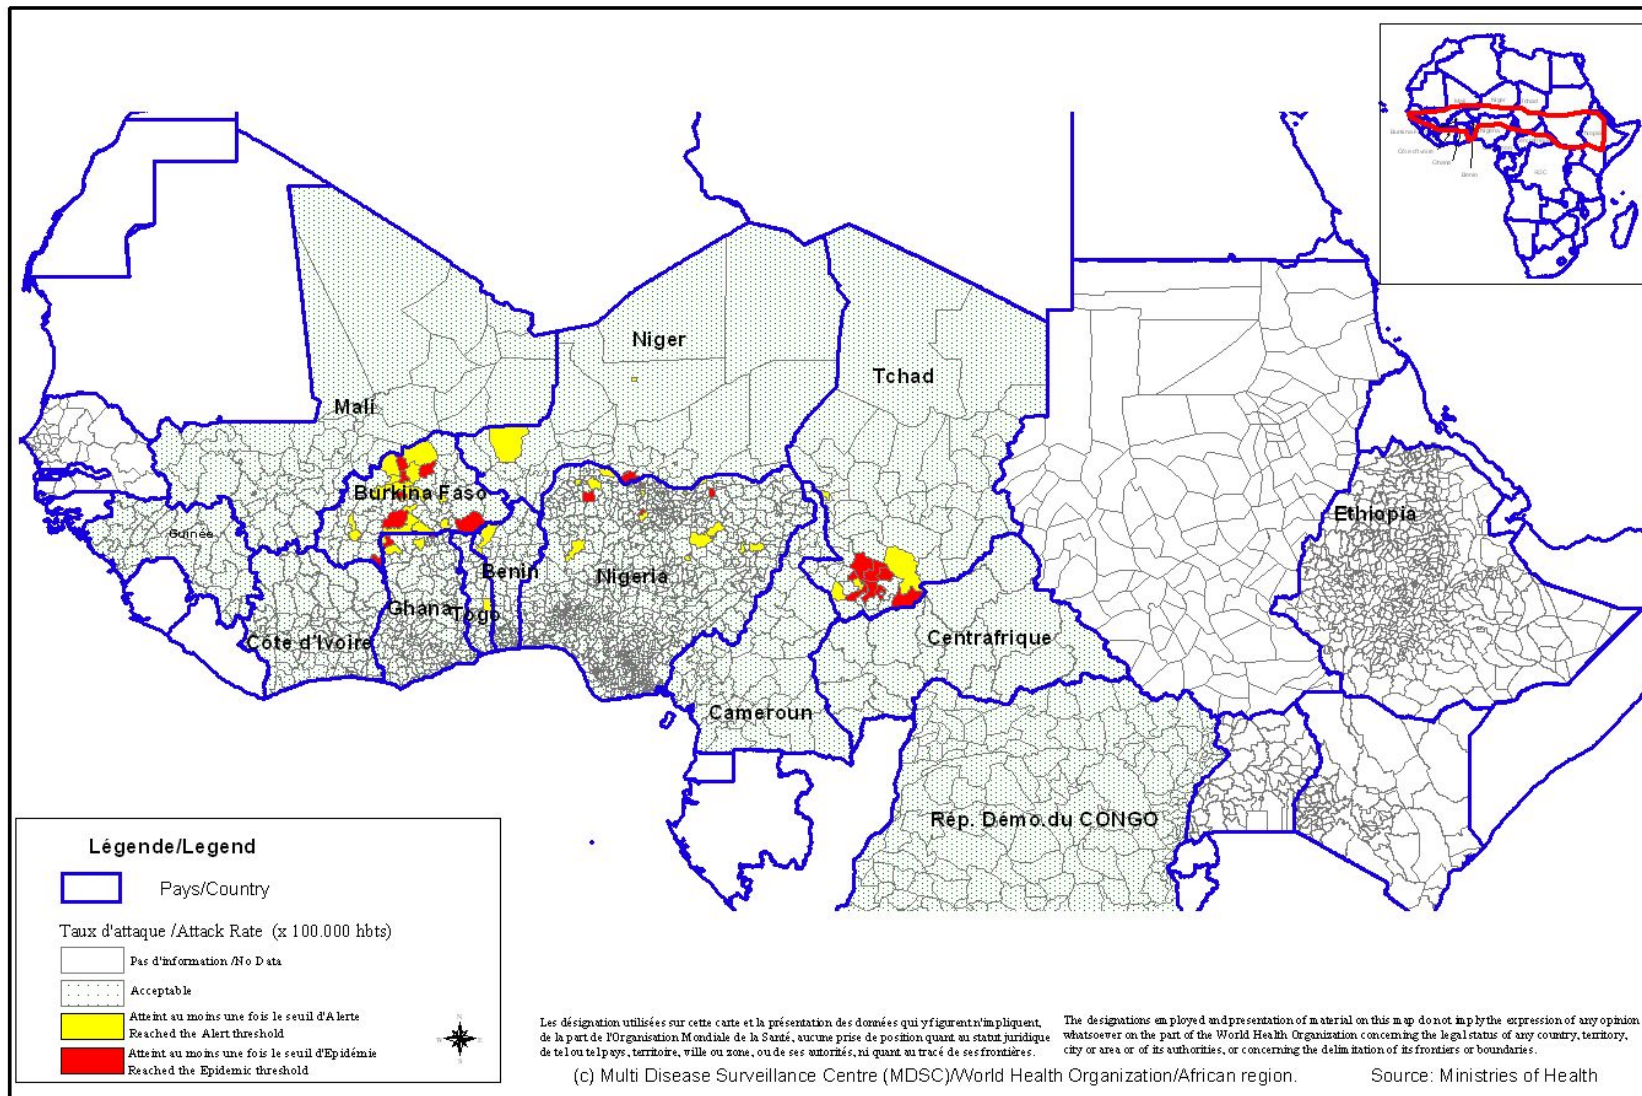 Mali
Niger
Tchad
Ghana
Benin
RDC
Niger
Tchad
Mali
Burkina Faso
Ethiopia
Guinée
Benin
Nigeria
Ghana
Togo
Côte d'Ivoire
Centrafrique
Cameroun
Rép. Démo.du CONGO
Légende/Legend
Pays/Country
Taux d'attaque /Attack Rate (x 100.000 hbts)
Pas d'information /No Data
Acceptable
Atteint au moins une fois le seuil d'Alerte
Reached the Alert threshold
Atteint au moins une fois le seuil d'Epidémie
Reached the Epidemic threshold
N
S
Les désignation utilisées sur cette carte et la présentation des données qui y figurent n'impliquent,
de la part de l'Organisation Mondiale de la Santé, aucune prise de position quant au statut juridique
de tel ou tel pays, territoire, ville ou zone, ou de ses autorités, ni quant au tracé de ses frontières.
The designations employed and presentation of material on this map do not imply the expression of any opinion
whatsoever on the part of the World Health Organization concerning the legal status of any country, territory,
city or area or of its authorities, or concerning the delimitation of its frontiers or boundaries.
(c) Multi Disease Surveillance Centre (MDSC)/World Health Organization/African region.
Source: Ministries of Health